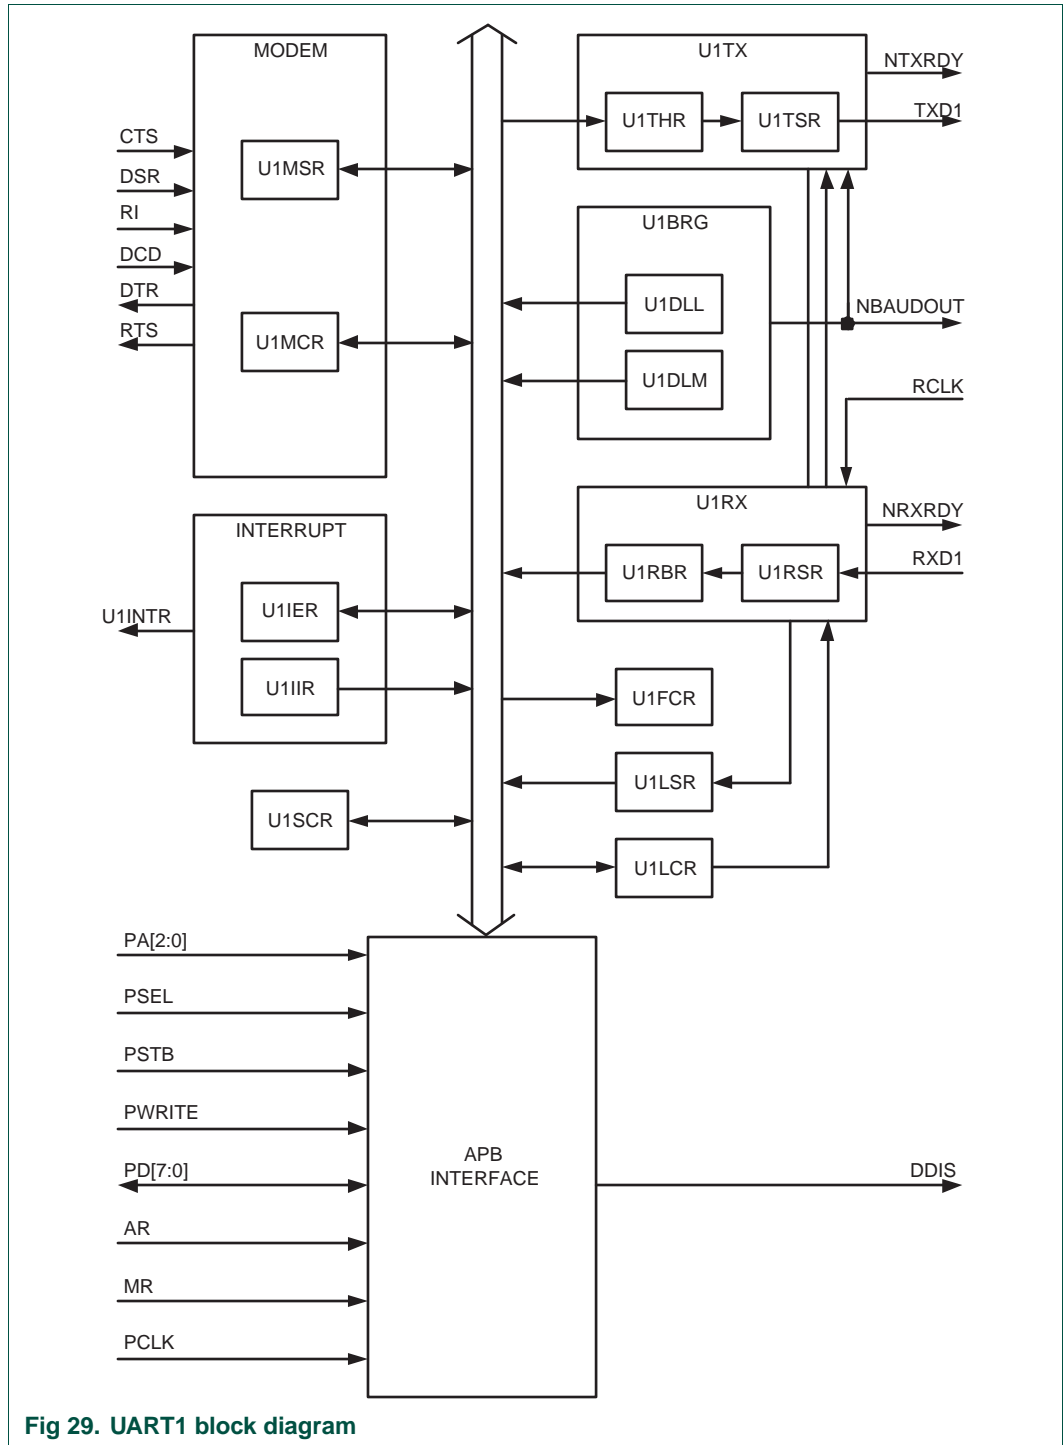 MODEM
CTS
DSR
RI
DCD
DTR
RTS
U1MSR
U1MCR
U1TX
U1THR
U1TSR
NTXRDY
TXD1
U1BRG
U1DLL
U1DLM
NBAUDOUT
RCLK
U1RX
U1RBR
U1RSR
NRXRDY
RXD1
INTERRUPT
U1INTR
U1IER
U1IIR
U1SCR
U1FCR
U1LSR
U1LCR
PA[2:0]
PSEL
PSTB
PWRITE
PD[7:0]
AR
MR
PCLK
APB
INTERFACE
DDIS
Fig 29. UART1 block diagram